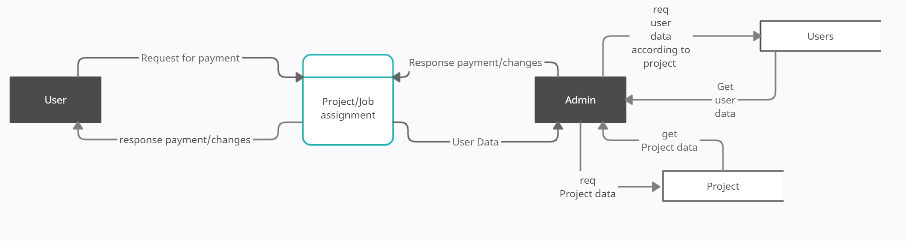 req
user
data
according to
project
Users
Request for payment
Response payment/changes
User
Project/Job
assignment
Admin
Get
user
data
response payment/changes
User Data
get
Project data
req
Project data
Project